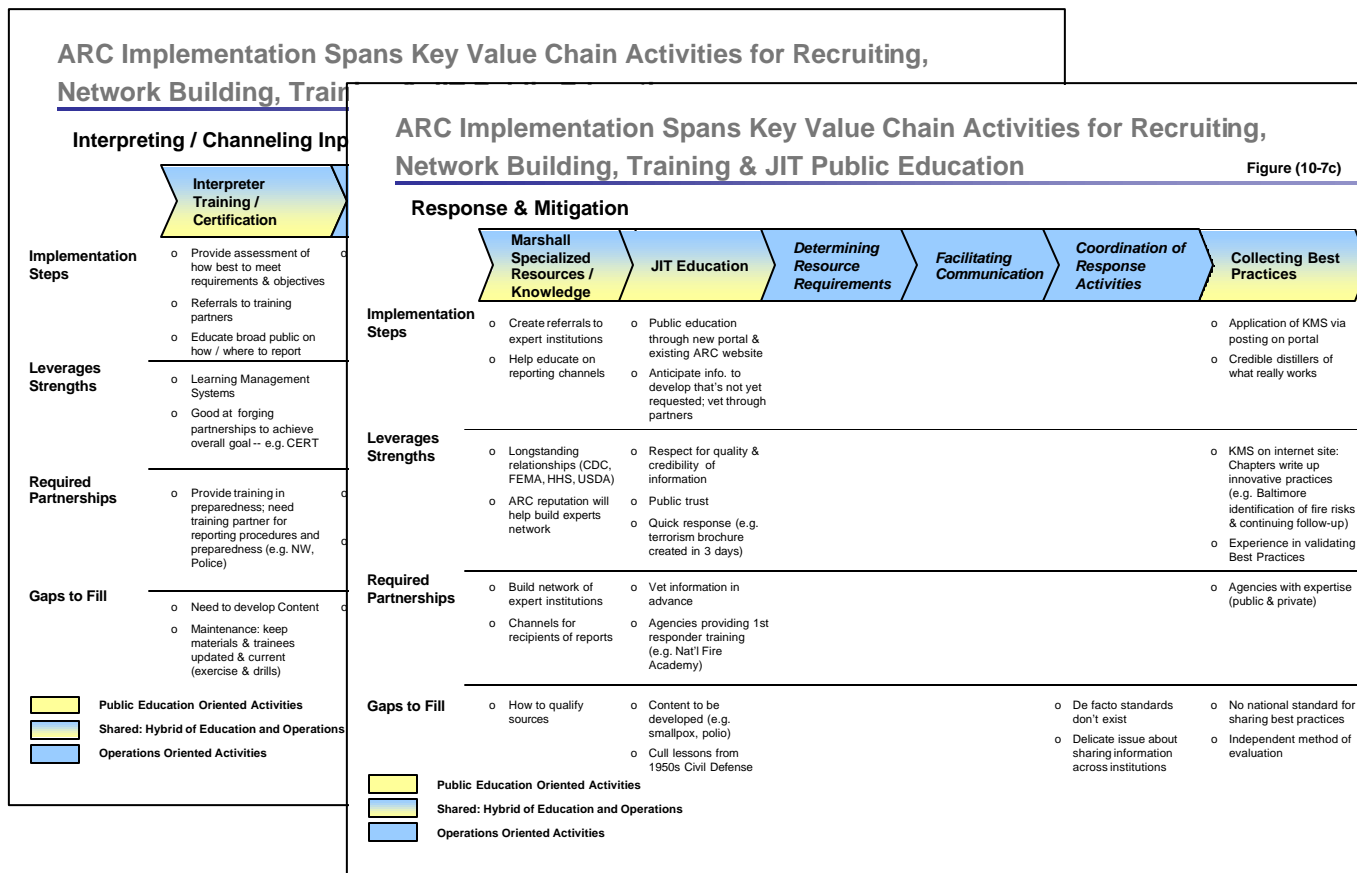 ARC Implementation Spans Key Value Chain Activities for Recruiting,
Network Building,
Interpreting / Channeling
Interpreter
Training /
Certification
Implementation
Steps
o Provide assessment of
how best to meet
requirements & objectives
o Referrals to training
partners
o Educate broad public on
how / where to report
o
Leverages
Strengths
o Learning Management
Systems
o Good at forging
partnerships to achieve
overall goal -- e.g. CERT
Required
Partnerships
o Provide training in
preparedness; need
training partner for
reporting procedures and
preparedness (e.g. NW,
Police)
o
o
Gaps to Fill
o Need to develop Content
o Maintenance: keep
materials & trainees
updated & current
(exercise & drills)
o
Public Education Oriented Activities
Shared: Hybrid of Education and Operations
Operations Oriented Activities
ARC Implementation Spans Key Value Chain Activities for Recruiting,
Network Building, Training & JIT Public Education
Figure (10-7c)
Response & Mitigation
Marshall
Specialized
Resources /
Knowledge
JIT Education
Determining
Resource
Requirements
Facilitating
Communication
Coordination of
Response
Activities
Collecting Best
Practices
Implementation
Steps
o Create referrals to
expert institutions
o Help educate on
reporting channels
o Public education
through new portal &
existing ARC website
o Anticipate info. to
develop that's not yet
requested; vet through
partners
o Application of KMS via
posting on portal
o Credible distillers of
what really works
Leverages
Strengths
o Longstanding
relationships (CDC,
FEMA, HHS, USDA)
o ARC reputation will
help build experts
network
o Respect for quality &
credibility of
information
o Public trust
o Quick response (e.g.
terrorism brochure
created in 3 days)
o KMS on internet site:
Chapters write up
innovative practices
(e.g. Baltimore
identification of fire risks
& continuing follow-up)
o Experience in validating
Best Practices
Required
Partnerships
o Build network of
expert institutions
o Channels for
recipients of reports
o Vet information in
advance
o Agencies providing 1st
responder training
(e.g. Nat'l Fire
Academy)
o Agencies with expertise
(public & private)
Gaps to Fill
o How to qualify
sources
o Content to be
developed (e.g.
smallpox, polio)
o Cull lessons from
1950s Civil Defense
o De facto standards
don't exist
o Delicate issue about
sharing information
across institutions
o No national standard for
sharing best practices
o Independent method of
evaluation
Public Education Oriented Activities
Shared: Hybrid of Education and Operations
Operations Oriented Activities